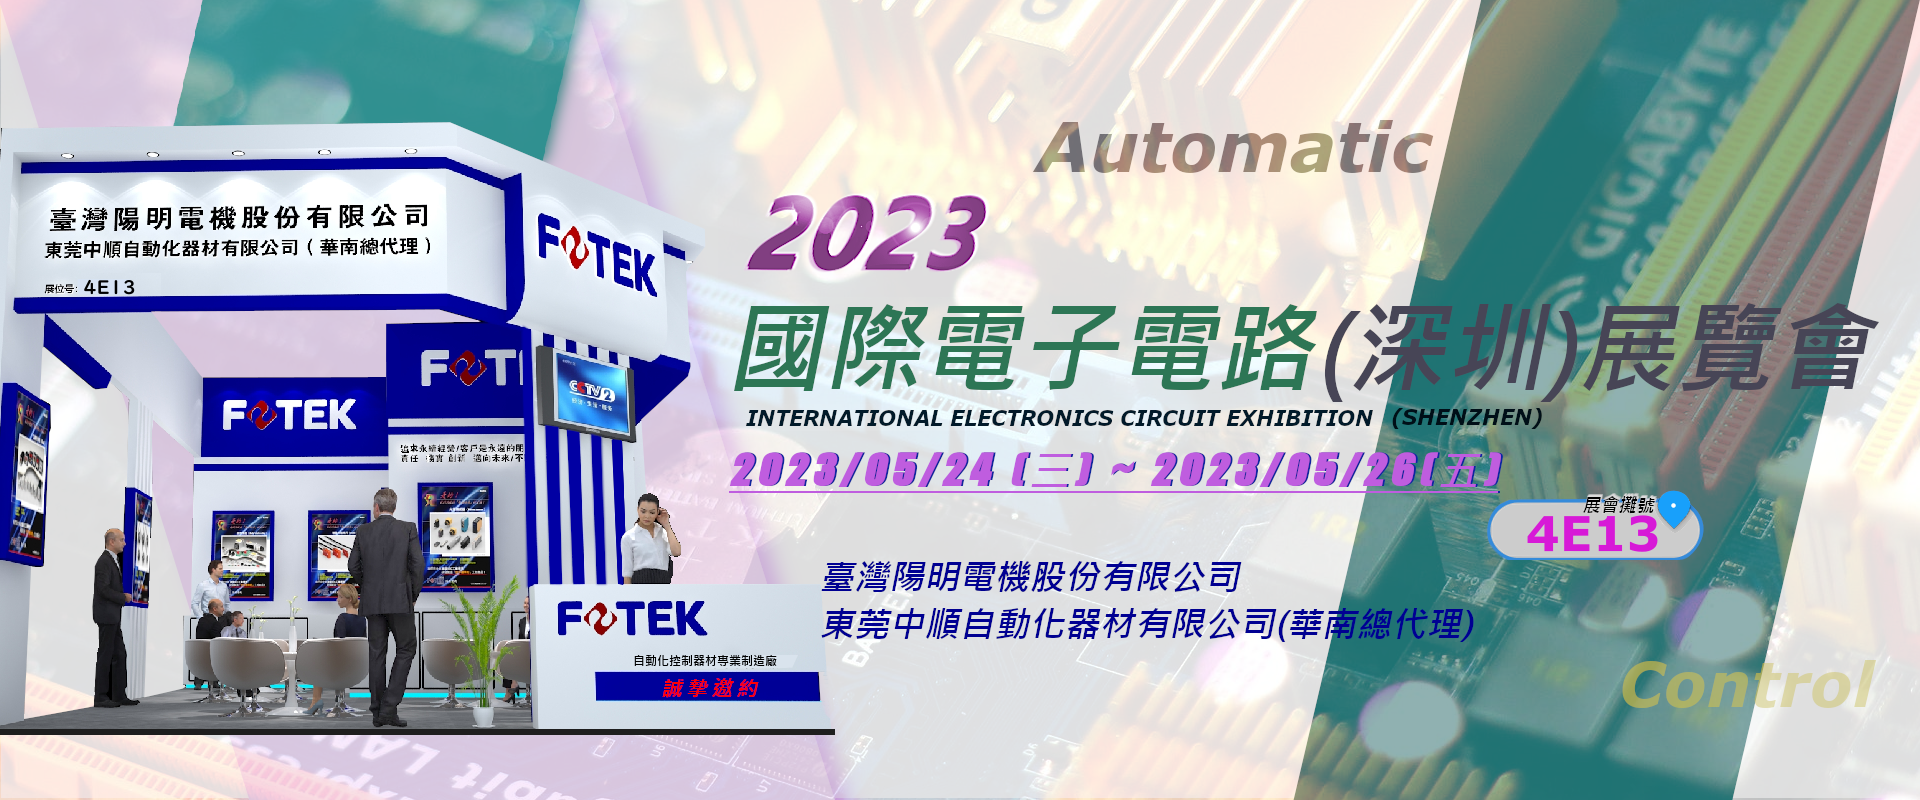 Automatic
2023
國際電子電路(深圳)展覽會
INTERNATIONAL ELECTRONICS CIRCUIT EXHIBITION (SHENZHEN)
2023/05/24 (三) ~ 2023/05/26(五)
展會攤號
4E13
臺灣陽明電機股份有限公司
東莞中順自動化器材有限公司(華南總代理)
Control
臺灣陽明電機股份有限公司
東莞中順自動化器材有限公司(華南總代理)
展位号: 4E13
FOTEK
FOTEK
FOT
CCTV2
FOTEK
自動化控制器材專業制造廠
誠摯邀約
GIGABYTE